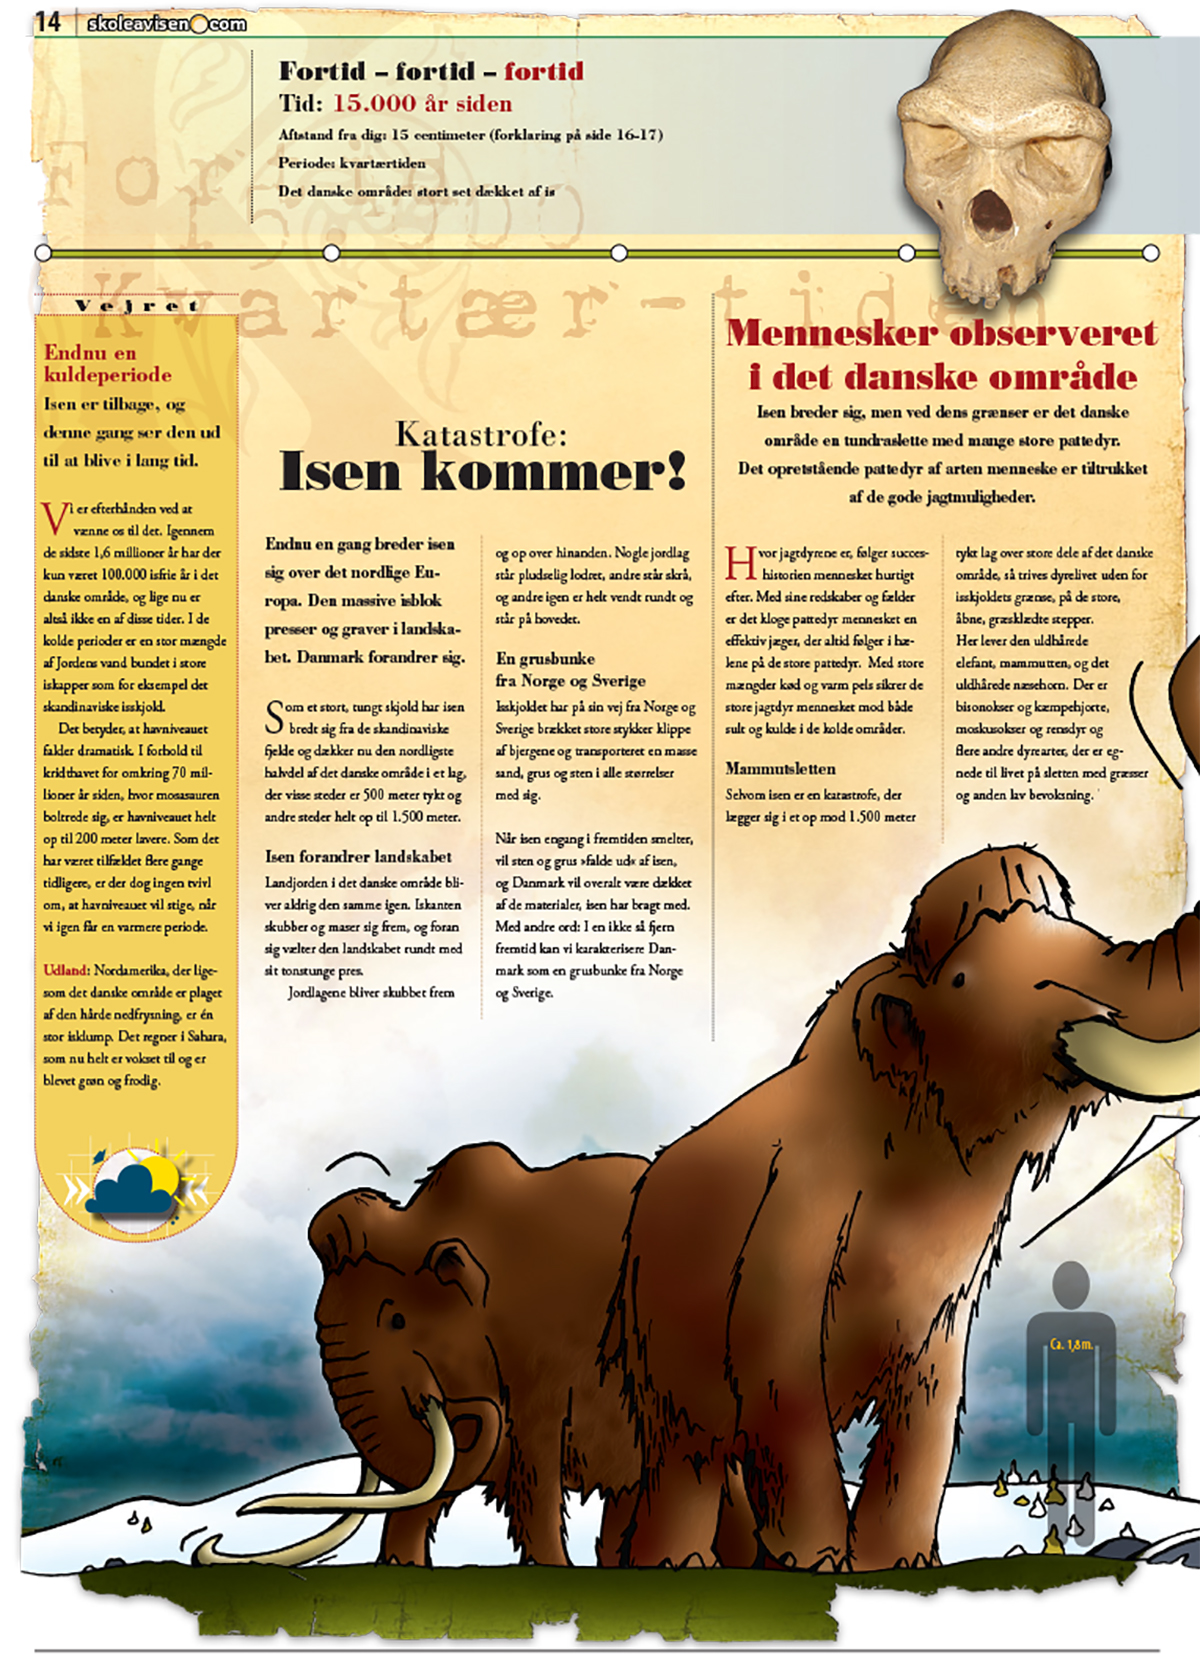 14 skoleavisen.com
Fortid – fortid – fortid
Tid: 15.000 år siden
Aftstand fra dig: 15 centimeter (forklaring på side 16-17)
Periode: kvartærtiden
Det danske område: stort set dækket af is
Kvartær-tiden
Vejret
Endnu en
kuldeperiode
Isen er tilbage, og
denne gang ser den ud
til at blive i lang tid.
Vi er efterhånden ved at
vænne os til det. Igennem
de sidste 1,6 millioner år har der
kun været 100.000 isfrie år i det
danske område, og lige nu er
altså ikke en af disse tider. I de
kolde perioder er en stor mængde
af Jordens vand bundet i store
iskapper som for eksempel det
skandinaviske isskjold.
Det betyder, at havniveauet
falder dramatisk. I forhold til
kridthavet for omkring 70 mil-
lioner år siden, hvor mosasauren
boltrede sig, er havniveauet helt
op til 200 meter lavere. Som det
har været tilfældet flere gange
tidligere, er der dog ingen tvivl
om, at havniveauet vil stige, når
vi igen får en varmere periode.
Udland: Nordamerika, der lige-
som det danske område er plaget
af den hårde nedfrysning, er én
stor isklump. Det regner i Sahara,
som nu helt er vokset til og er
blevet grøn og frodig.
Katastrofe:
Isen kommer!
Endnu en gang breder isen
sig over det nordlige Eu-
ropa. Den massive isblok
presser og graver i landska-
bet. Danmark forandrer sig.
Som et stort, tungt skjold har isen
bredt sig fra de skandinaviske
fjelde og dækker nu den nordligste
halvdel af det danske område i et lag,
der visse steder er 500 meter tykt og
andre steder helt op til 1.500 meter.
Isen forandrer landskabet
Landjorden i det danske område bli-
ver aldrig den samme igen. Iskanten
skubber og maser sig frem, og foran
sig vælter den landskabet rundt med
sit tonstunge pres.
Jordlagene bliver skubbet frem
og op over hinanden. Nogle jordlag
står pludselig lodret, andre står skrå,
og andre igen er helt vendt rundt og
står på hovedet.
En grusbunke
fra Norge og Sverige
Isskjoldet har på sin vej fra Norge og
Sverige brækket store stykker klippe
af bjergene og transporteret en masse
sand, grus og sten i alle størrelser
med sig.
Når isen engang i fremtiden smelter,
vil sten og grus »falde ud« af isen,
og Danmark vil overalt være dækket
af de materialer, isen har bragt med.
Med andre ord: I en ikke så fjern
fremtid kan vi karakterisere Dan-
mark som en grusbunke fra Norge
og Sverige.
Mennesker observeret
i det danske område
Isen breder sig, men ved dens grænser er det danske
område en tundraslette med mange store pattedyr.
Det opretstående pattedyr af arten menneske er tiltrukket
af de gode jagtmuligheder.
Hvor jagtdyrene er, følger succes-
historien mennesket hurtigt
efter. Med sine redskaber og fælder
er det kloge pattedyr mennesket en
effektiv jæger, der altid følger i hæ-
lene på de store pattedyr. Med store
mængder kød og varm pels sikrer de
store jagtdyr mennesket mod både
sult og kulde i de kolde områder.
Mammutsletten
Selvom isen er en katastrofe, der
lægger sig i et op mod 1.500 meter
tykt lag over store dele af det danske
område, så trives dyrelivet uden for
isskjoldets grænse, på de store,
åbne, græsklædte stepper.
Her lever den uldhårede
elefant, mammutten, og det
uldhårede næsehorn. Der er
bisonokser og kæmpehjorte,
moskusokser og rensdyr og
flere andre dyrearter, der er eg-
nede til livet på sletten med græsser
og anden lav bevoksning.
Ca. 1,8 m.